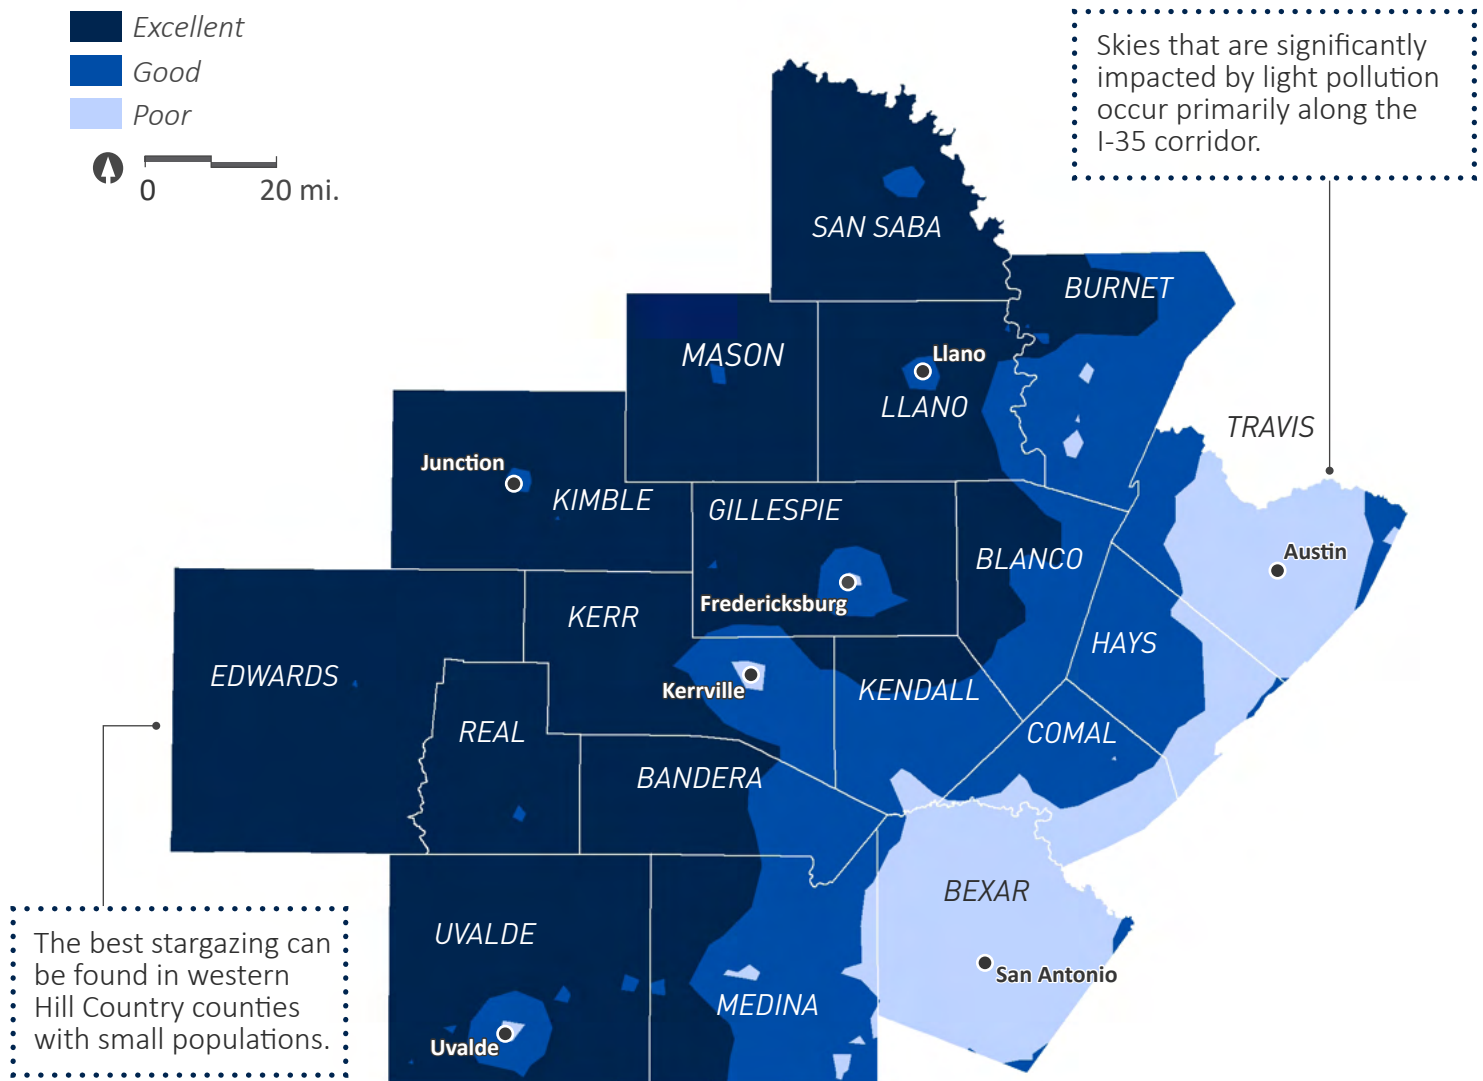 Excellent
Good
Poor
0 20 mi.
Skies that are significantly
impacted by light pollution
occur primarily along the
I-35 corridor.
SAN SABA
BURNET
MASON
Llano
LLANO
TRAVIS
Junction
KIMBLE
GILLESPIE
BLANCO
Austin
Fredericksburg
KERR
HAYS
EDWARDS
Kerrville
KENDALL
REAL
COMAL
BANDERA
BEXAR
UVALDE
San Antonio
MEDINA
Uvalde
The best stargazing can
be found in western
Hill Country counties
with small populations.